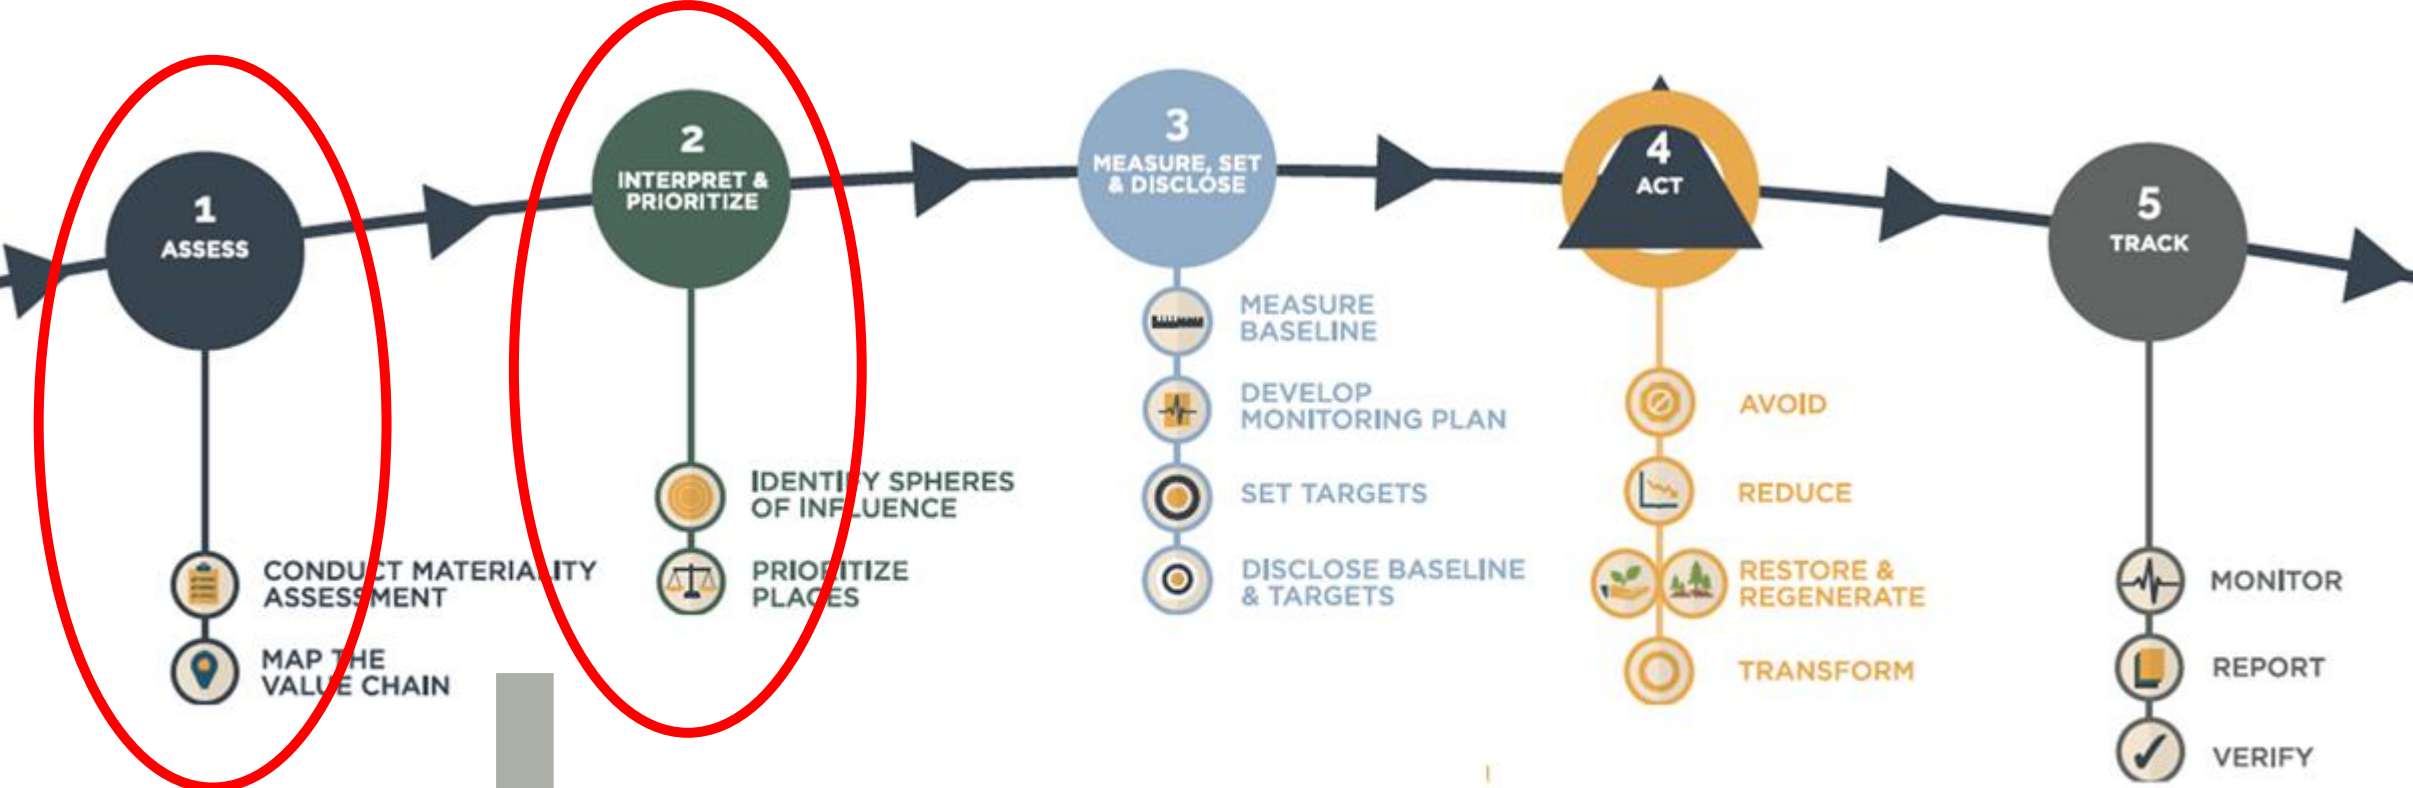 1
ASSESS
CONDUCT MATERIALITY
ASSESSMENT
MAP THE
VALUE CHAIN
2
INTERPRET &
PRIORITIZE
IDENTIFY SPHERES
OF INFLUENCE
PRIORITIZE
PLACES
3
MEASURE, SET
& DISCLOSE
MEASURE
BASELINE
DEVELOP
MONITORING PLAN
SET TARGETS
DISCLOSE BASELINE
& TARGETS
4
ACT
AVOID
REDUCE
RESTORE &
REGENERATE
TRANSFORM
5
TRACK
MONITOR
REPORT
VERIFY